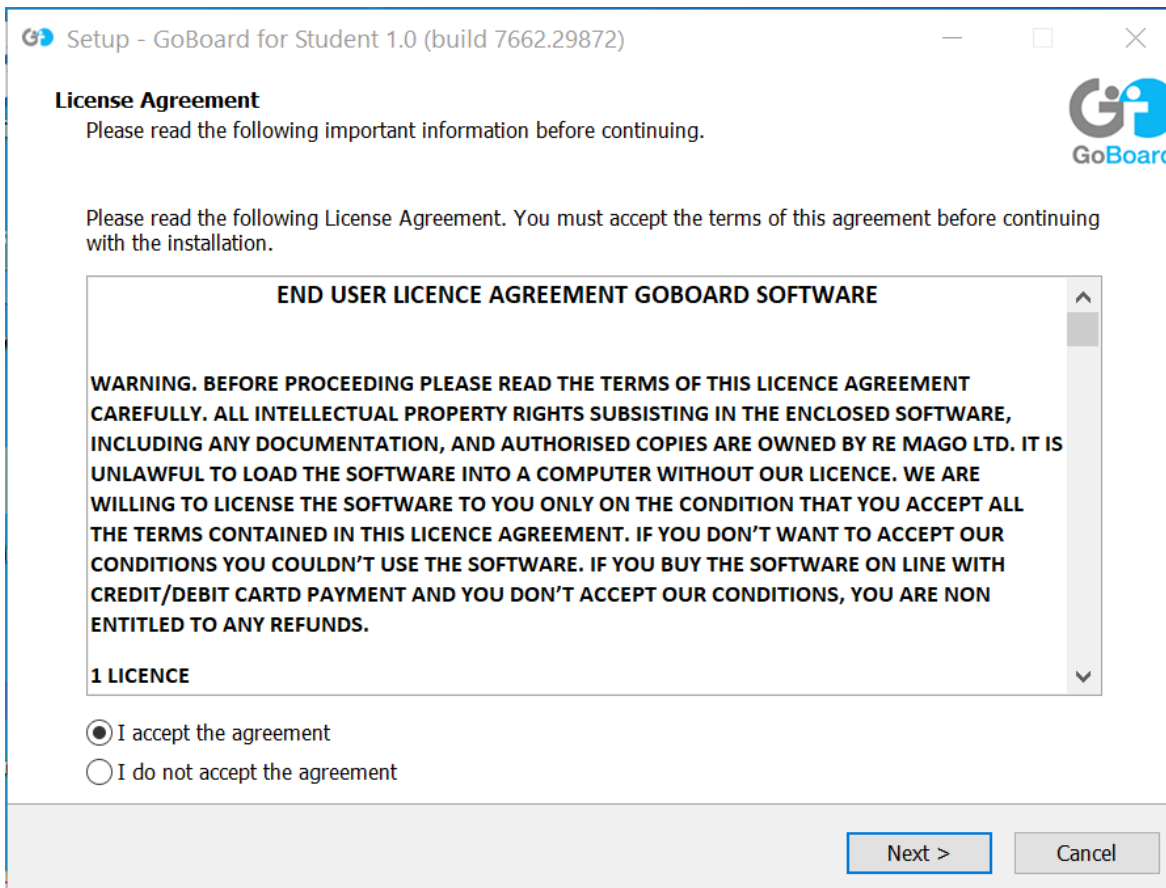 Setup - GoBoard for Student 1.0 (build 7662.29872)
License Agreement
Please read the following important information before continuing.
GoBoard
Please read the following License Agreement. You must accept the terms of this agreement before continuing
with the installation.
END USER LICENCE AGREEMENT GOBOARD SOFTWARE
WARNING. BEFORE PROCEEDING PLEASE READ THE TERMS OF THIS LICENCE AGREEMENT
CAREFULLY. ALL INTELLECTUAL PROPERTY RIGHTS SUBSISTING IN THE ENCLOSED SOFTWARE,
INCLUDING ANY DOCUMENTATION, AND AUTHORISED COPIES ARE OWNED BY RE MAGO LTD. IT IS
UNLAWFUL TO LOAD THE SOFTWARE INTO A COMPUTER WITHOUT OUR LICENCE. WE ARE
WILLING TO LICENSE THE SOFTWARE TO YOU ONLY ON THE CONDITION THAT YOU ACCEPT ALL
THE TERMS CONTAINED IN THIS LICENCE AGREEMENT. IF YOU DON’T WANT TO ACCEPT OUR
CONDITIONS YOU COULDN’T USE THE SOFTWARE. IF YOU BUY THE SOFTWARE ON LINE WITH
CREDIT/DEBIT CARTD PAYMENT AND YOU DON’T ACCEPT OUR CONDITIONS, YOU ARE NON
ENTITLED TO ANY REFUNDS.
1 LICENCE
I accept the agreement
I do not accept the agreement
Next >
Cancel